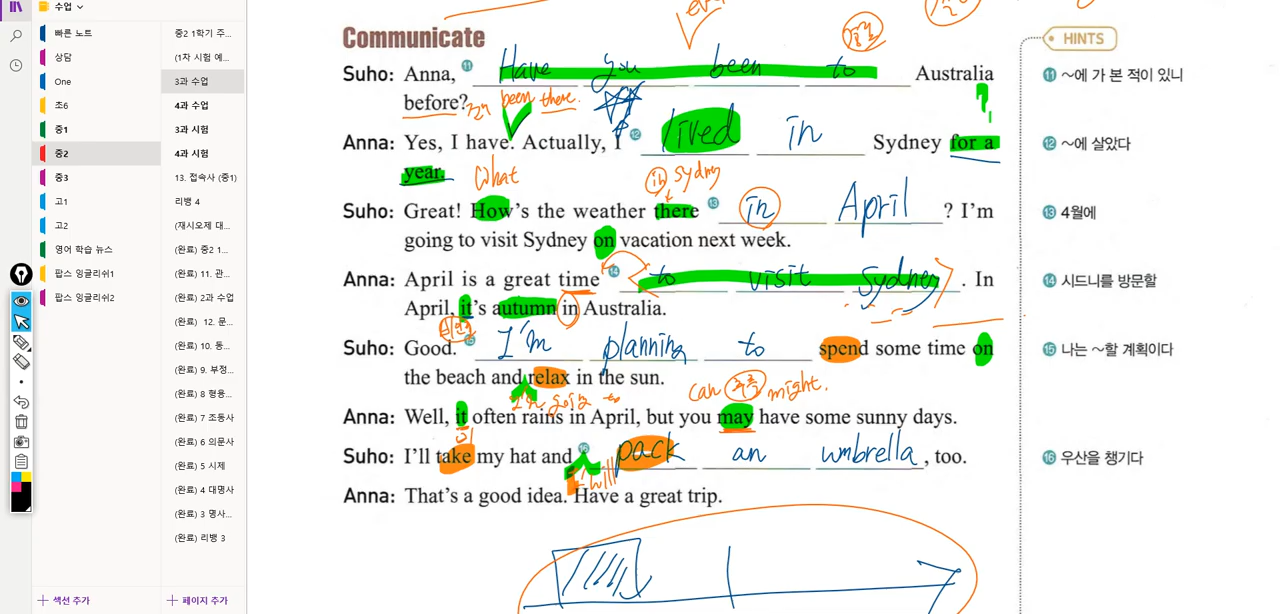 수업
빠른 노트
상담
One
초6
중1
중2
중3
고1
고2
영어 학습 뉴스
팝스 잉글리쉬1
팝스 잉글리쉬2
+ 섹션 추가
중2 1학기 주...
(1차 시험 예...
3과 수업
4과 수업
3과 시험
4과 시험
13. 접속사 (중1)
리뱅 4
(재시오제 대...
(완료) 중2 1...
(완료) 11. 관...
(완료) 2과 수업
(완료) 12. 문...
(완료) 10. 동...
(완료) 9. 부정...
(완료) 8 형용...
(완료) 7 조동사
(완료) 6 의문사
(완료) 5 시제
(완료) 4 대명사
(완료) 3 명사...
(완료) 리뱅 3
+ 페이지 추가
Communicate
Suho: Anna, ⑪ Have you been to Australia
before?
been there.
?
Anna: Yes, I have. Actually, I ⑫ lived in Sydney for a
year.
What
in Sydney
Suho: Great! How's the weather there ⑬ in April ? I'm
going to visit Sydney on vacation next week.
Anna: April is a great time ⑭ to visit Sydney . In
April, it's autumn in Australia.
Suho: Good. ⑮ I'm planning to spend some time on
the beach and relax in the sun.
I'm going to
can 추측 might.
Anna: Well, it often rains in April, but you may have some sunny days.
Suho: I'll take my hat and ⑯ pack an umbrella , too.
will
Anna: That's a good idea. Have a great trip.
HINTS
⑪ ~에 가 본 적이 있니
⑫ ~에 살았다
⑬ 4월에
⑭ 시드니를 방문할
⑮ 나는 ~할 계획이다
⑯ 우산을 챙기다